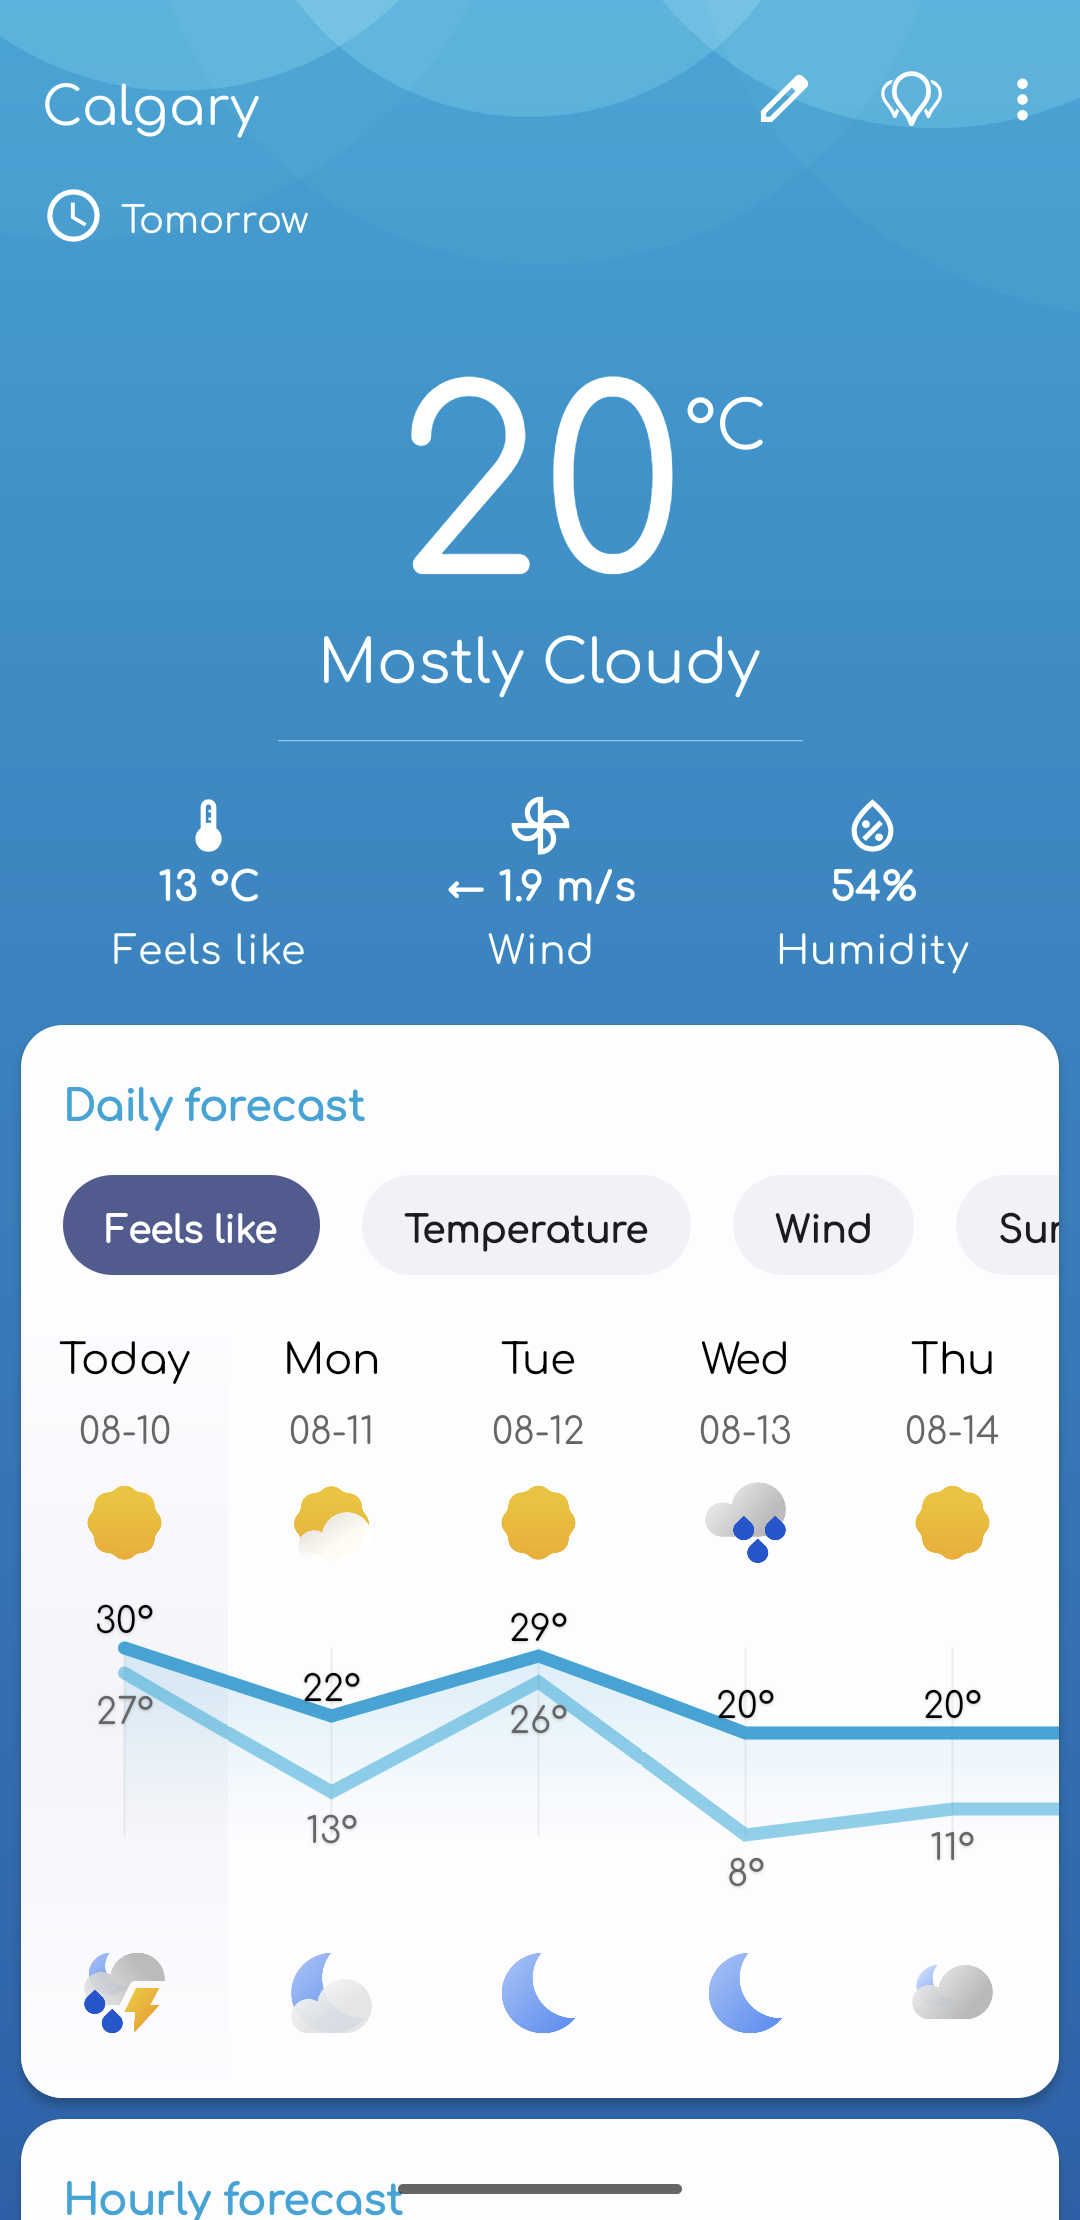 Calgary
Tomorrow
20°C
Mostly Cloudy
13 °C
Feels like
← 1.9 m/s
Wind
54%
Humidity
Daily forecast
Feels like Temperature Wind
Today Mon Tue Wed Thu
08-10 08-11 08-12 08-13 08-14
30° 22° 29° 20° 20°
27° 13° 26° 8° 11°
Hourly forecast